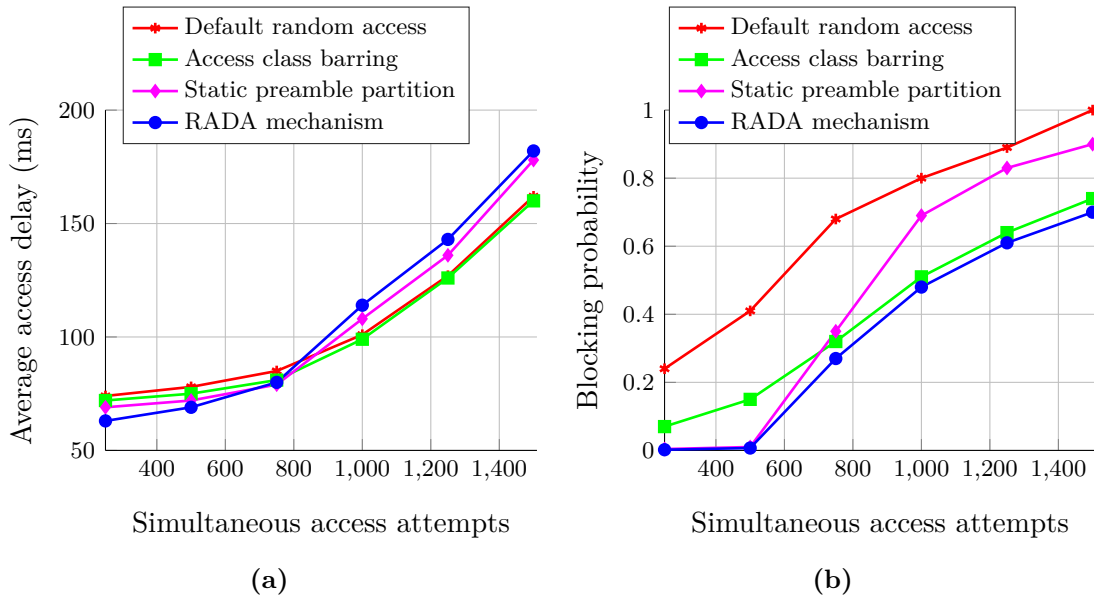 Default random access
Access class barring
Static preamble partition
RADA mechanism
200
150
100
50
400
600
800
1,000
1,200
1,400
Average access delay (ms)
Simultaneous access attempts
(a)
Default random access
Access class barring
Static preamble partition
RADA mechanism
1
0.8
0.6
0.4
0.2
0
400
600
800
1,000
1,200
1,400
Blocking probability
Simultaneous access attempts
(b)